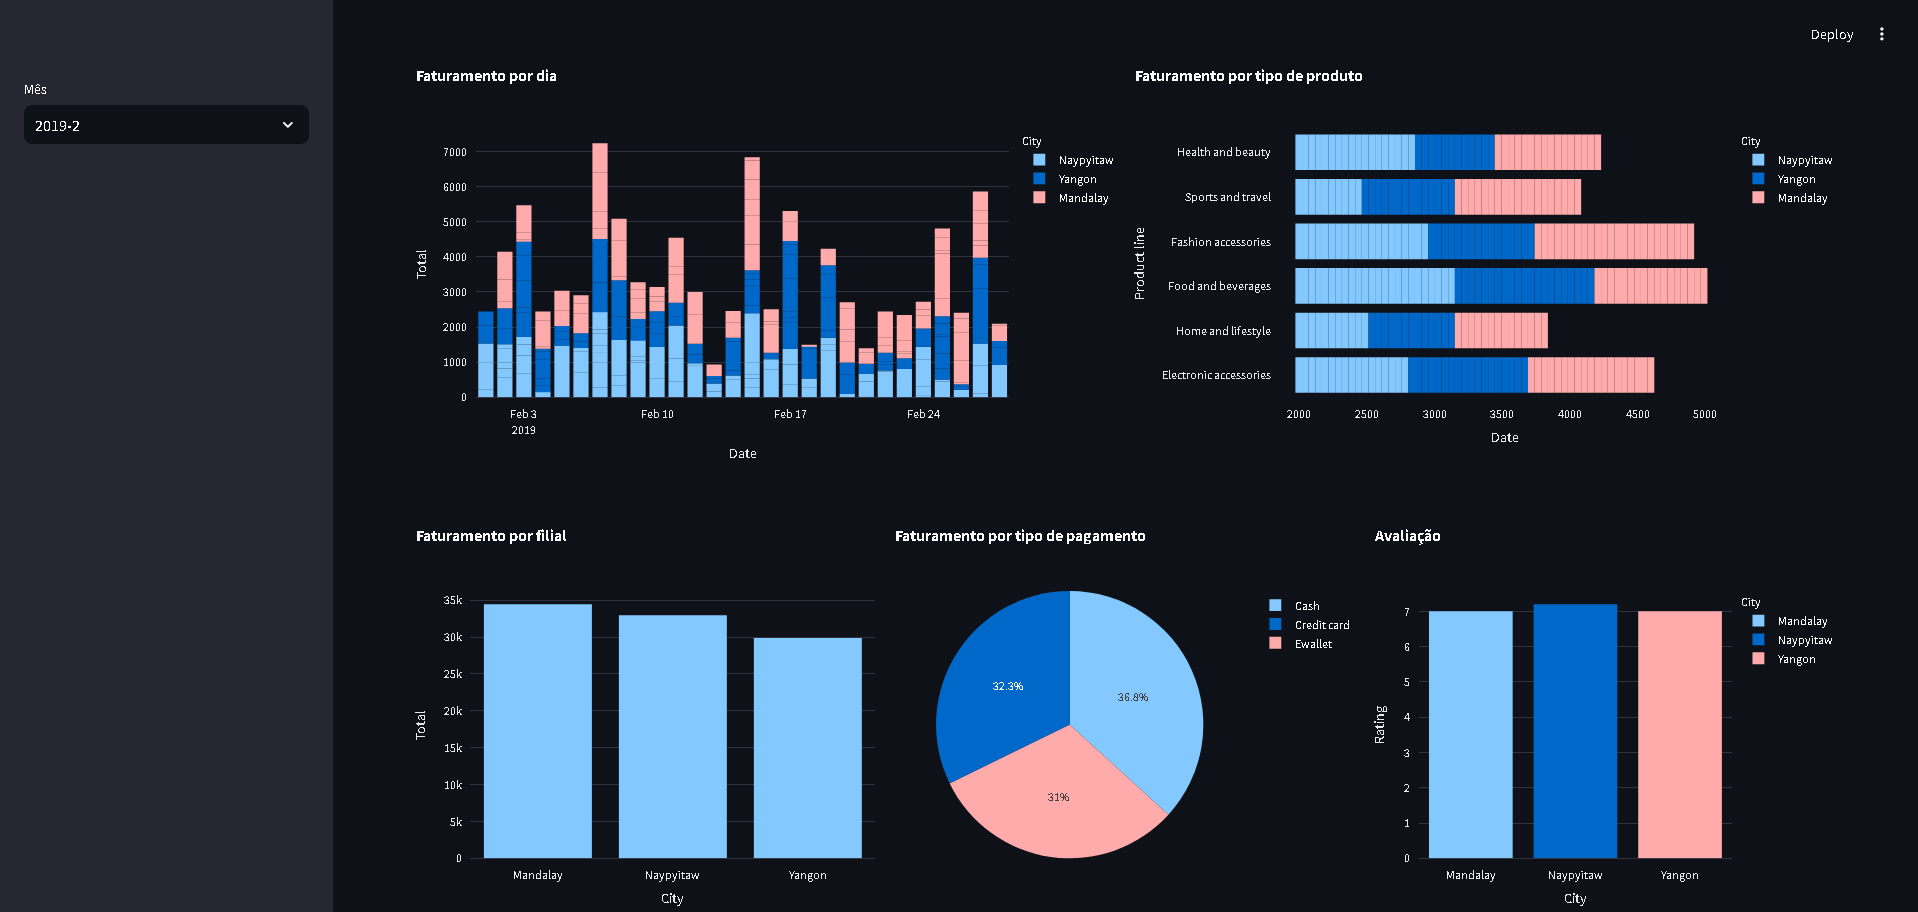 Deploy
Mês
2019-2
Faturamento por dia
City
Naypyitaw
Yangon
Mandalay
Total
7000
6000
5000
4000
3000
2000
1000
0
Feb 3
2019
Feb 10
Feb 17
Feb 24
Date
Faturamento por tipo de produto
City
Naypyitaw
Yangon
Mandalay
Product line
Health and beauty
Sports and travel
Fashion accessories
Food and beverages
Home and lifestyle
Electronic accessories
2000
2500
3000
3500
4000
4500
5000
Date
Faturamento por filial
Total
35k
30k
25k
20k
15k
10k
5k
0
Mandalay
Naypyitaw
Yangon
City
Faturamento por tipo de pagamento
Cash
Credit card
Ewallet
32.3%
36.8%
31%
Avaliação
City
Mandalay
Naypyitaw
Yangon
Rating
7
6
5
4
3
2
1
0
Mandalay
Naypyitaw
Yangon
City